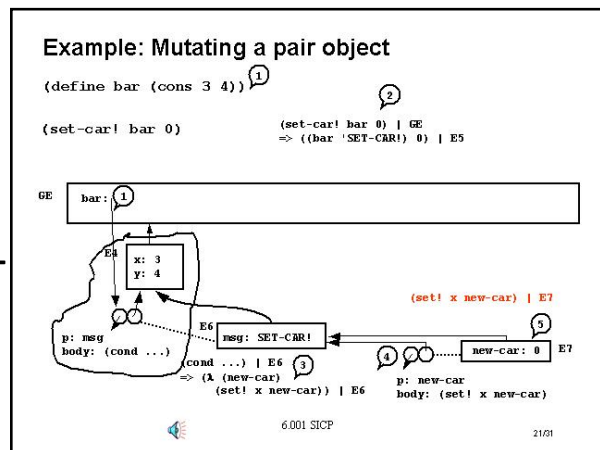 Example: Mutating a pair object
(define bar (cons 3 4))
1
2
(set-car! bar 0)
(set-car! bar 0) | GE
=> ((bar 'SET-CAR!) 0) | E5
GE
bar:
1
E4
x: 3
y: 4
(set! x new-car) | E7
p: msg
body: (cond ...)
E6
msg: SET-CAR!
5
new-car: 0
E7
4
(cond ...) | E6
=> (λ (new-car)
(set! x new-car)) | E6
3
p: new-car
body: (set! x new-car)
6.001 SICP
21/31